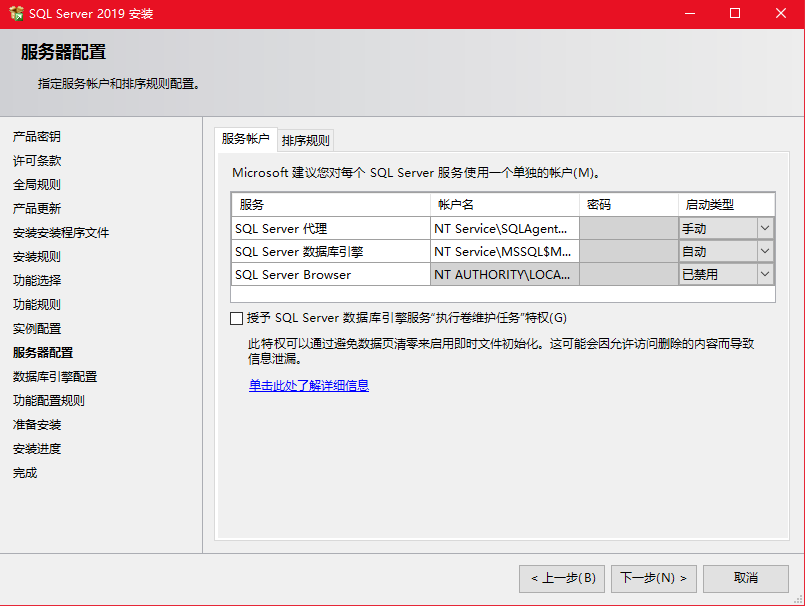 SQL Server 2019 安装
服务器配置
指定服务帐户和排序规则配置。
产品密钥
许可条款
全局规则
产品更新
安装安装程序文件
安装规则
功能选择
功能规则
实例配置
服务器配置
数据库引擎配置
功能配置规则
准备安装
安装进度
完成
服务帐户 排序规则
Microsoft 建议您对每个 SQL Server 服务使用一个单独的帐户(M)。
服务 帐户名 密码 启动类型
SQL Server 代理 NT Service\SQLAgent... 手动
SQL Server 数据库引擎 NT Service\MSSQL$M... 自动
SQL Server Browser NT AUTHORITY\LOCA... 已禁用
授予 SQL Server 数据库引擎服务“执行卷维护任务”特权(G)
此特权可以通过避免数据页清零来启用即时文件初始化。这可能会因允许访问删除的内容而导致
信息泄漏。
单击此处了解详细信息
< 上一步(B) 下一步(N) > 取消